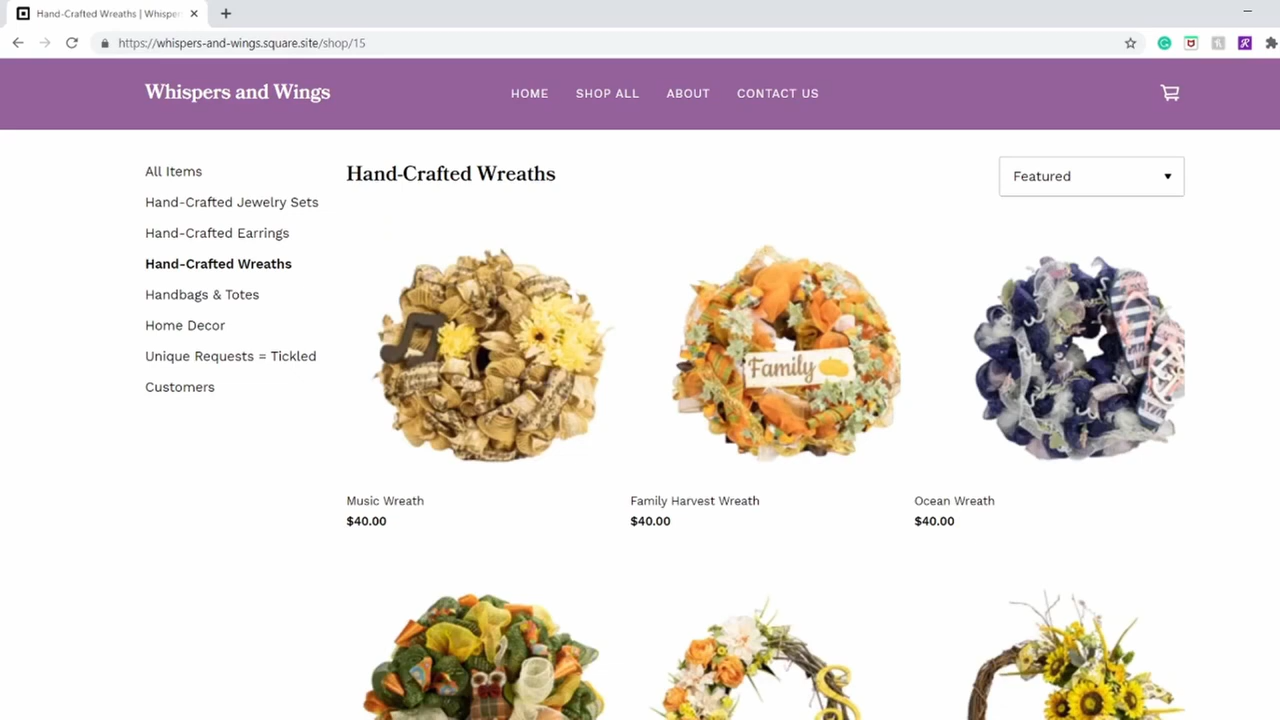 Hand-Crafted Wreaths | Whisper
https://whispers-and-wings.square.site/shop/15
Whispers and Wings
HOME
SHOP ALL
ABOUT
CONTACT US
All Items
Hand-Crafted Jewelry Sets
Hand-Crafted Earrings
Hand-Crafted Wreaths
Handbags & Totes
Home Decor
Unique Requests = Tickled
Customers
Hand-Crafted Wreaths
Featured
Family
Music Wreath
$40.00
Family Harvest Wreath
$40.00
Ocean Wreath
$40.00
S